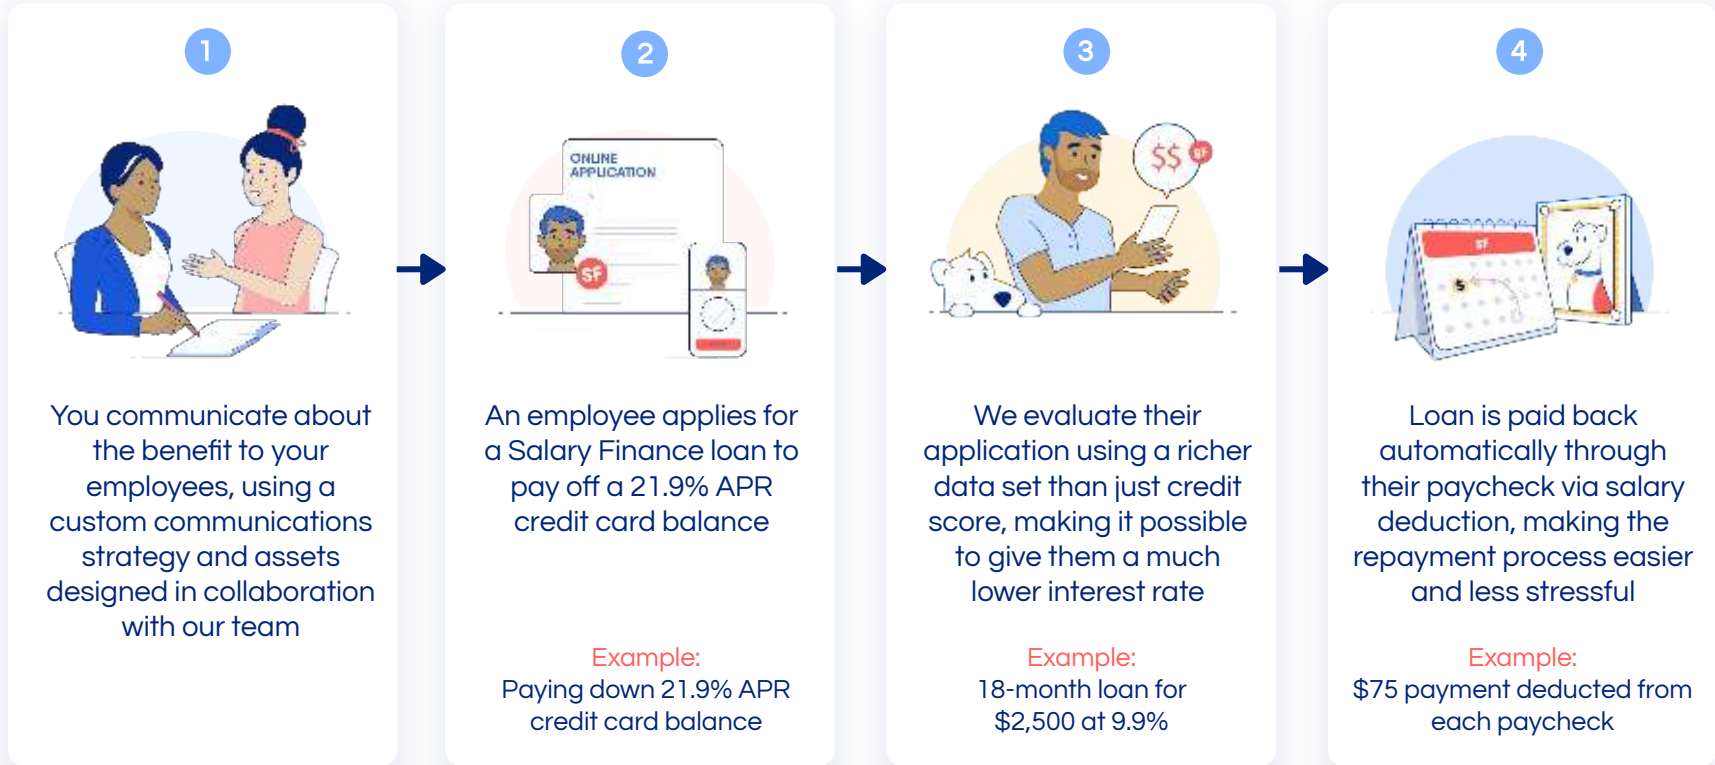 1
ONLINE
APPLICATION
SF
You communicate about
the benefit to your
employees, using a
custom communications
strategy and assets
designed in collaboration
with our team
2
An employee applies for
a Salary Finance loan to
pay off a 21.9% APR
credit card balance
Example:
Paying down 21.9% APR
credit card balance
3
$$
SF
We evaluate their
application using a richer
data set than just credit
score, making it possible
to give them a much
lower interest rate
Example:
18-month loan for
$2,500 at 9.9%
4
SF
$
Loan is paid back
automatically through
their paycheck via salary
deduction, making the
repayment process easier
and less stressful
Example:
$75 payment deducted from
each paycheck